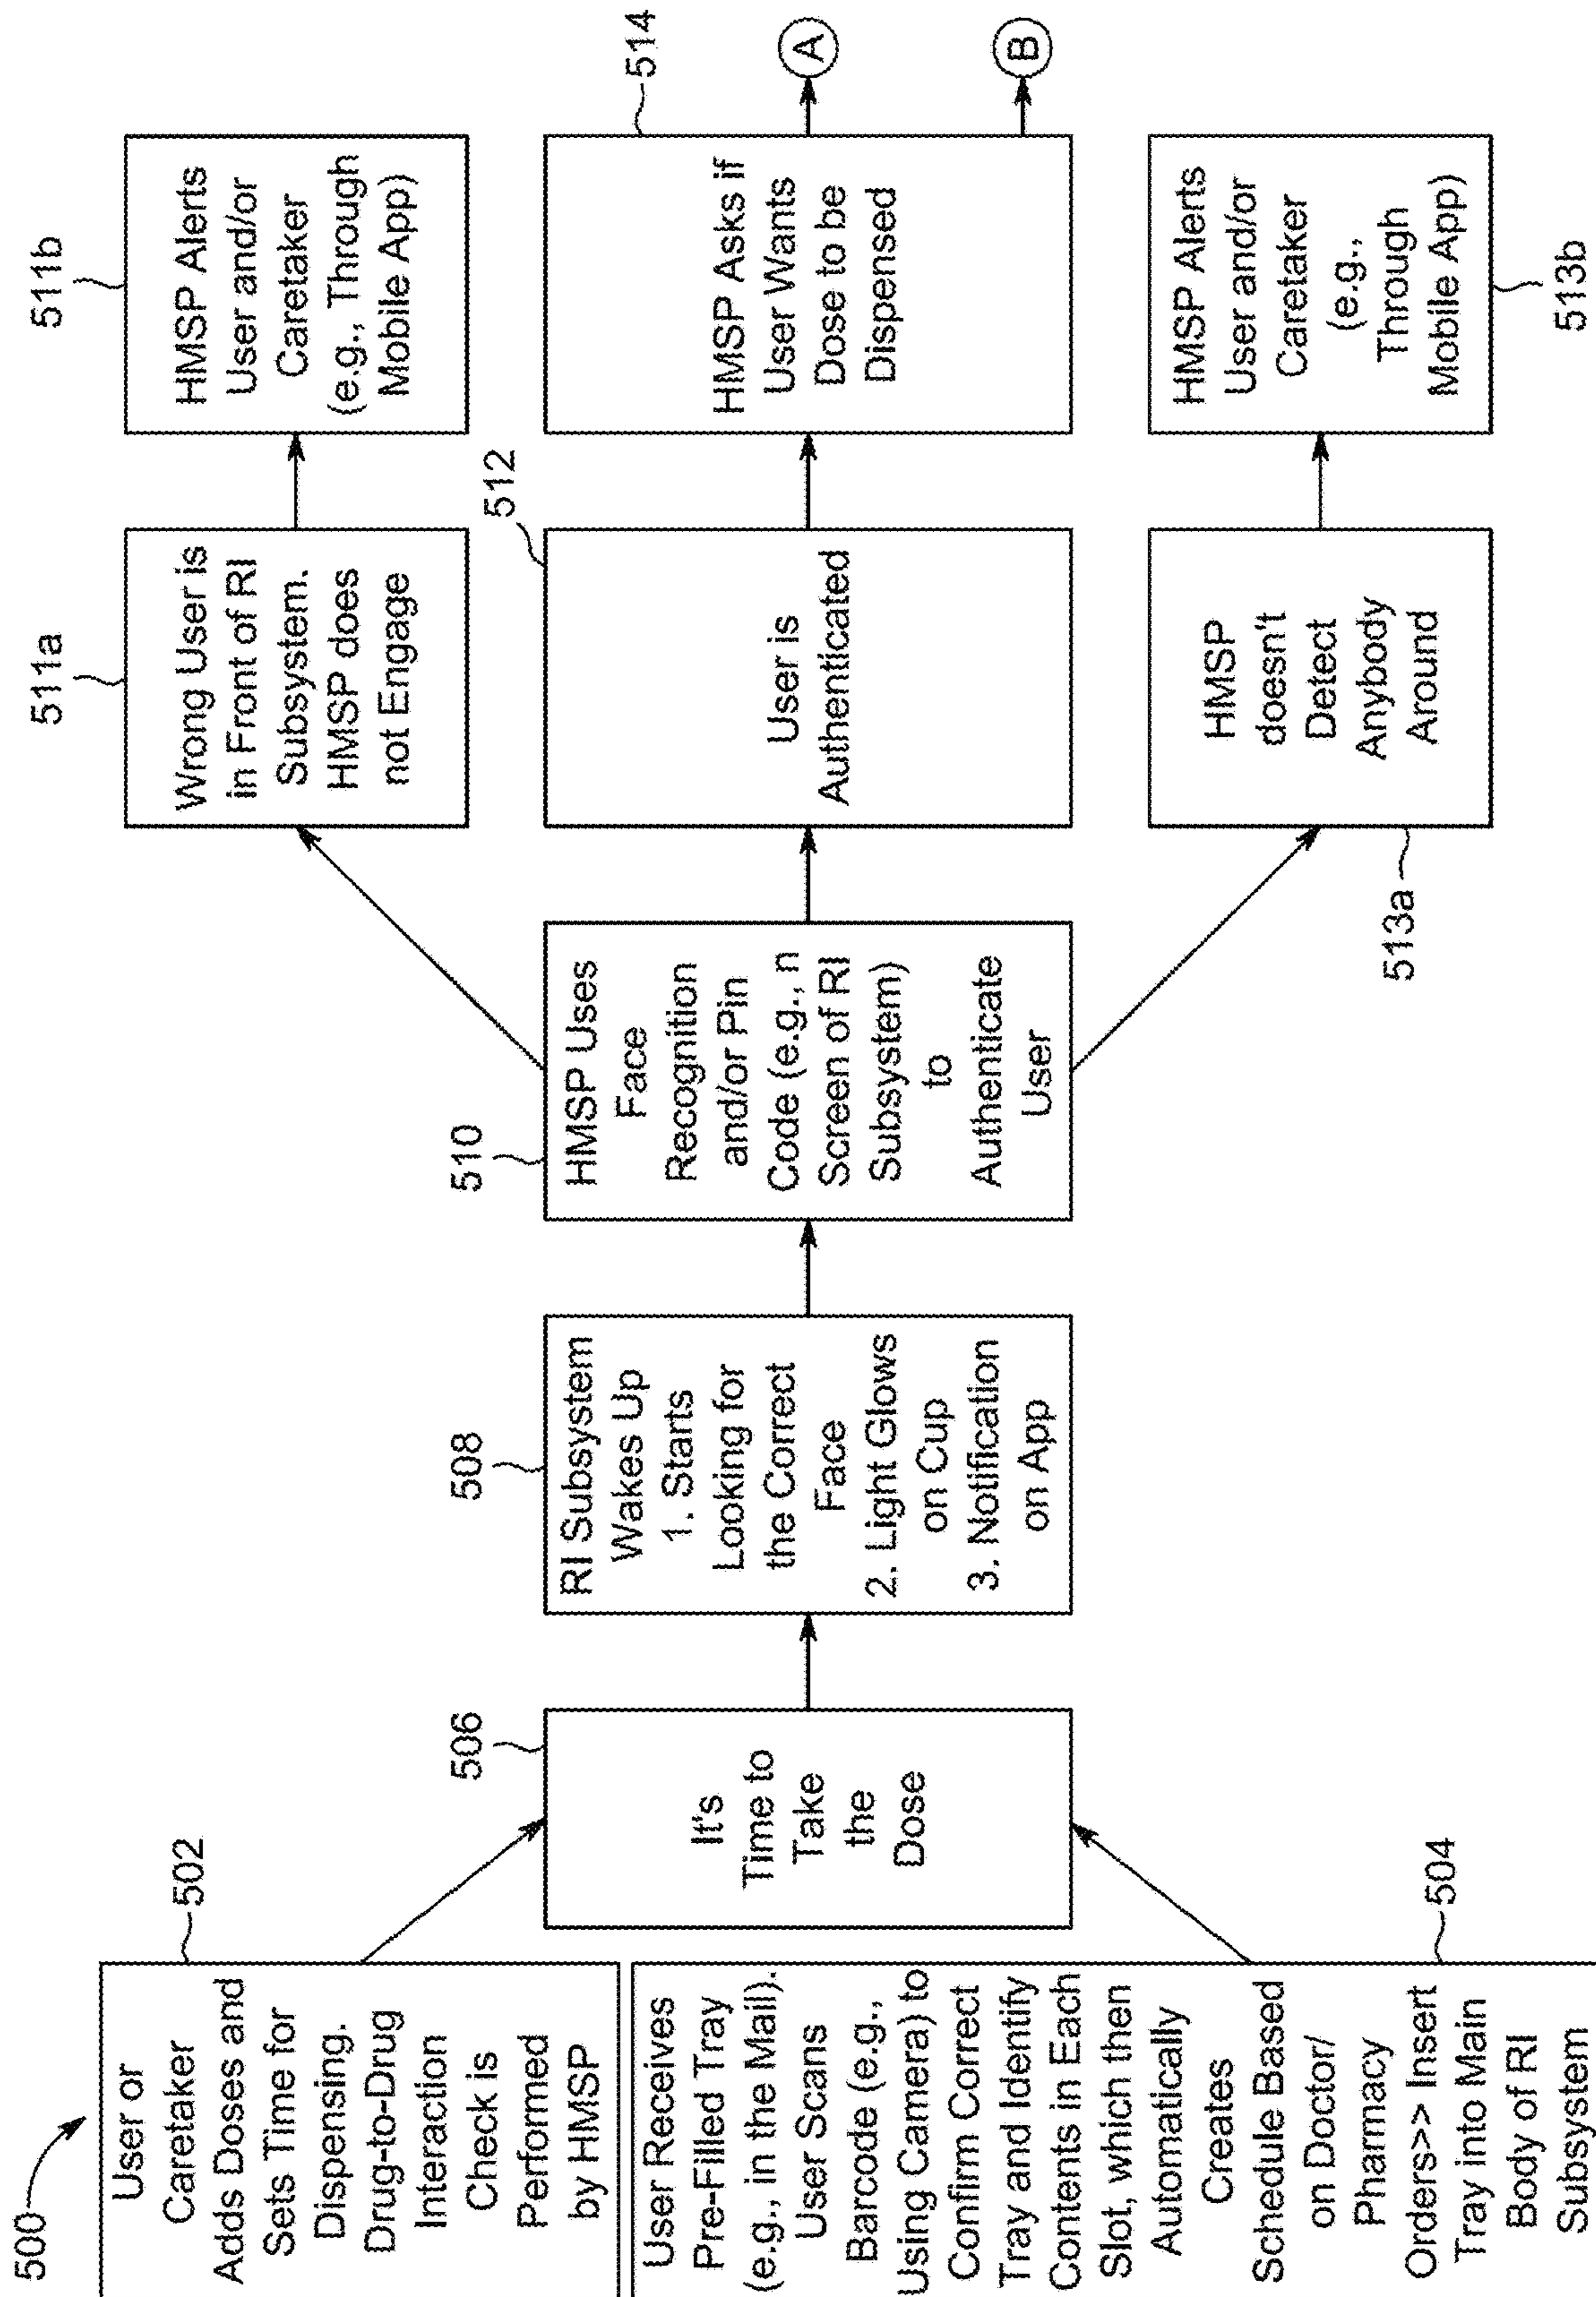 500
502
User or
Caretaker
Adds Doses and
Sets Time for
Dispensing.
Drug-to-Drug
Interaction
Check is
Performed
by HMSP
504
User Receives
Pre-Filled Tray
(e.g., in the Mail).
User Scans
Barcode (e.g.,
Using Camera) to
Confirm Correct
Tray and Identify
Contents in Each
Slot, which then
Automatically
Creates
Schedule Based
on Doctor/
Pharmacy
Orders>> Insert
Tray into Main
Body of RI
Subsystem
506
It's
Time to
Take
the
Dose
508
RI Subsystem
Wakes Up
1. Starts
Looking for
the Correct
Face
2. Light Glows
on Cup
3. Notification
on App
510
HMSP Uses
Face
Recognition
and/or Pin
Code (e.g., n
Screen of RI
Subsystem)
to
Authenticate
User
511a
Wrong User is
in Front of RI
Subsystem.
HMSP does
not Engage
511b
HMSP Alerts
User and/or
Caretaker
(e.g., Through
Mobile App)
512
User is
Authenticated
514
HMSP Asks if
User Wants
Dose to be
Dispensed
A
B
513a
HMSP
doesn't
Detect
Anybody
Around
513b
HMSP Alerts
User and/or
Caretaker
(e.g.,
Through
Mobile App)